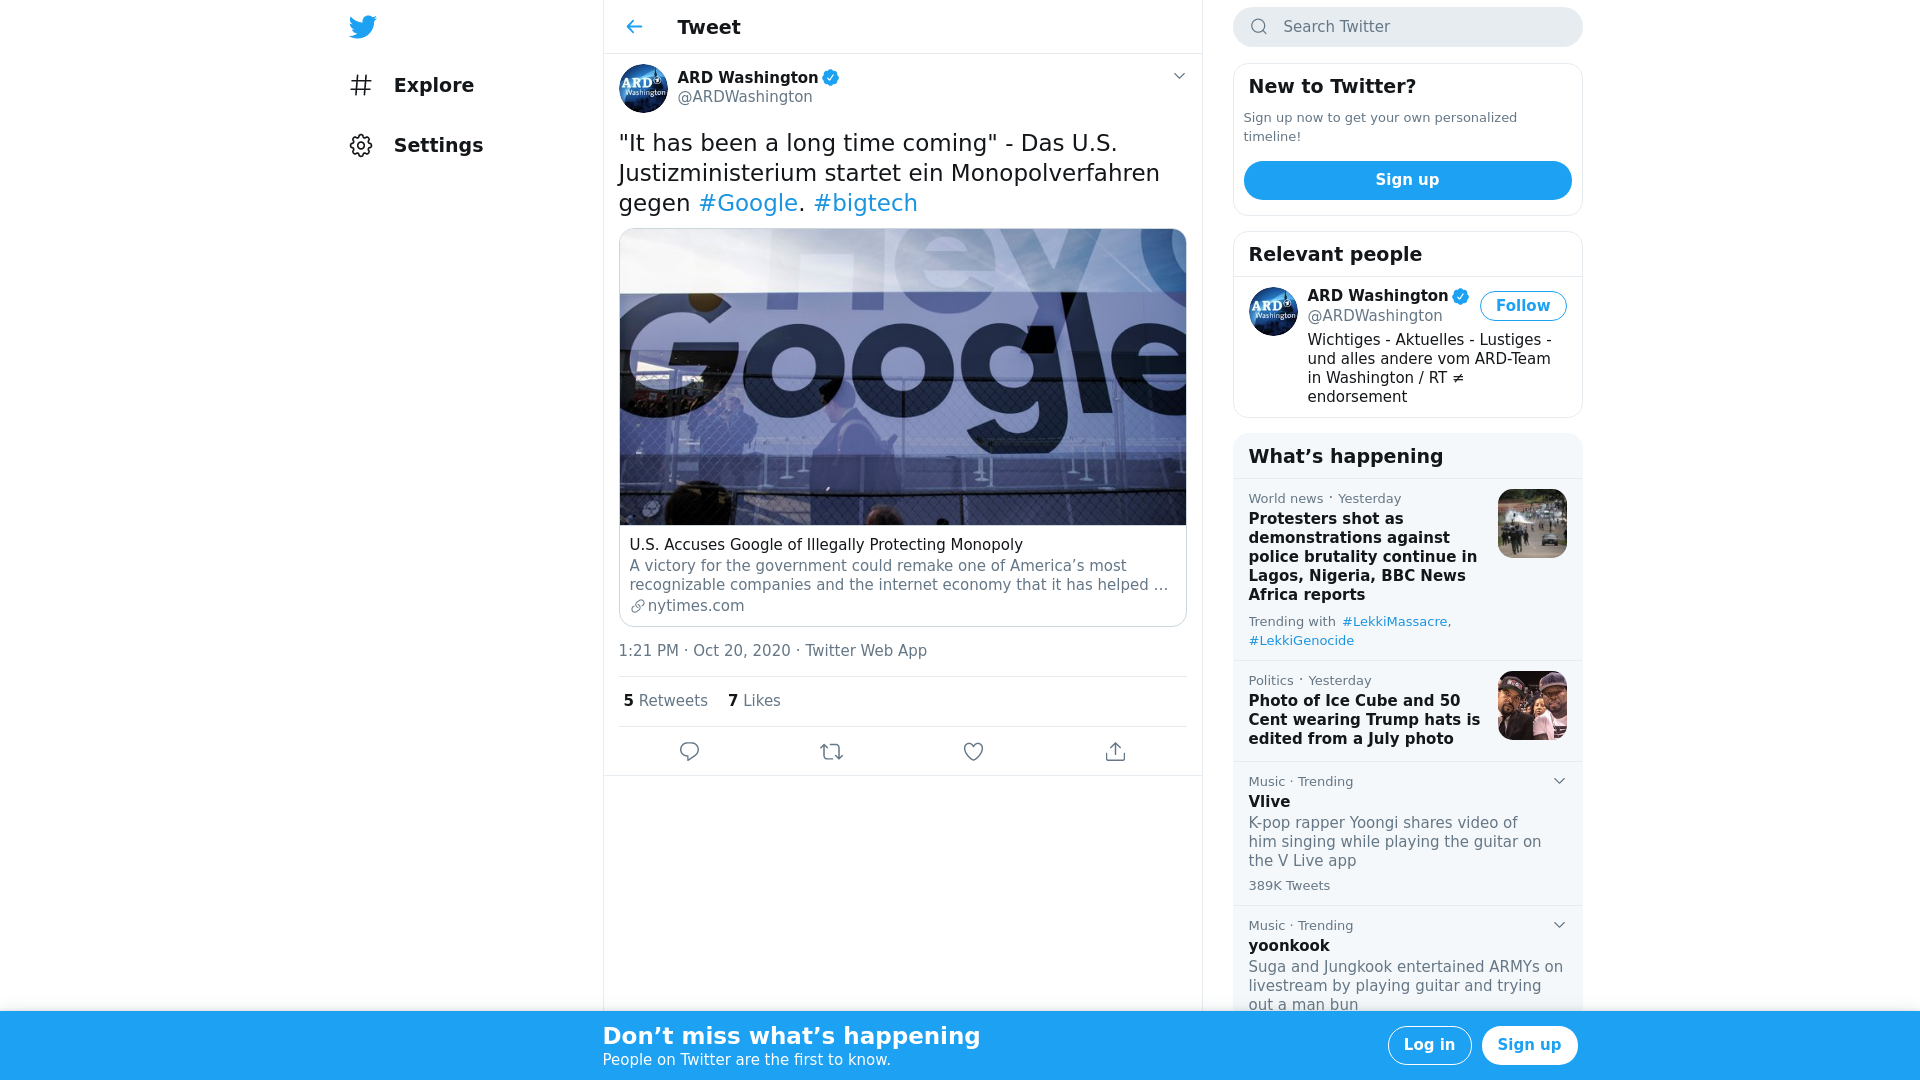 Explore
Settings
Tweet
ARD Washington
@ARDWashington
"It has been a long time coming" - Das U.S.
Justizministerium startet ein Monopolverfahren
gegen #Google. #bigtech
Hey G
Google
U.S. Accuses Google of Illegally Protecting Monopoly
A victory for the government could remake one of America’s most
recognizable companies and the internet economy that it has helped ...
nytimes.com
1:21 PM · Oct 20, 2020 · Twitter Web App
5 Retweets 7 Likes
Search Twitter
New to Twitter?
Sign up now to get your own personalized
timeline!
Sign up
Relevant people
ARD Washington
@ARDWashington
Follow
Wichtiges - Aktuelles - Lustiges -
und alles andere vom ARD-Team
in Washington / RT ≠
endorsement
What’s happening
World news · Yesterday
Protesters shot as
demonstrations against
police brutality continue in
Lagos, Nigeria, BBC News
Africa reports
Trending with #LekkiMassacre,
#LekkiGenocide
Politics · Yesterday
Photo of Ice Cube and 50
Cent wearing Trump hats is
edited from a July photo
Music · Trending
Vlive
K-pop rapper Yoongi shares video of
him singing while playing the guitar on
the V Live app
389K Tweets
Music · Trending
yoonkook
Suga and Jungkook entertained ARMYs on
livestream by playing guitar and trying
out a man bun
Don’t miss what’s happening
People on Twitter are the first to know.
Log in
Sign up
ARD
Washington
ARD
Washington